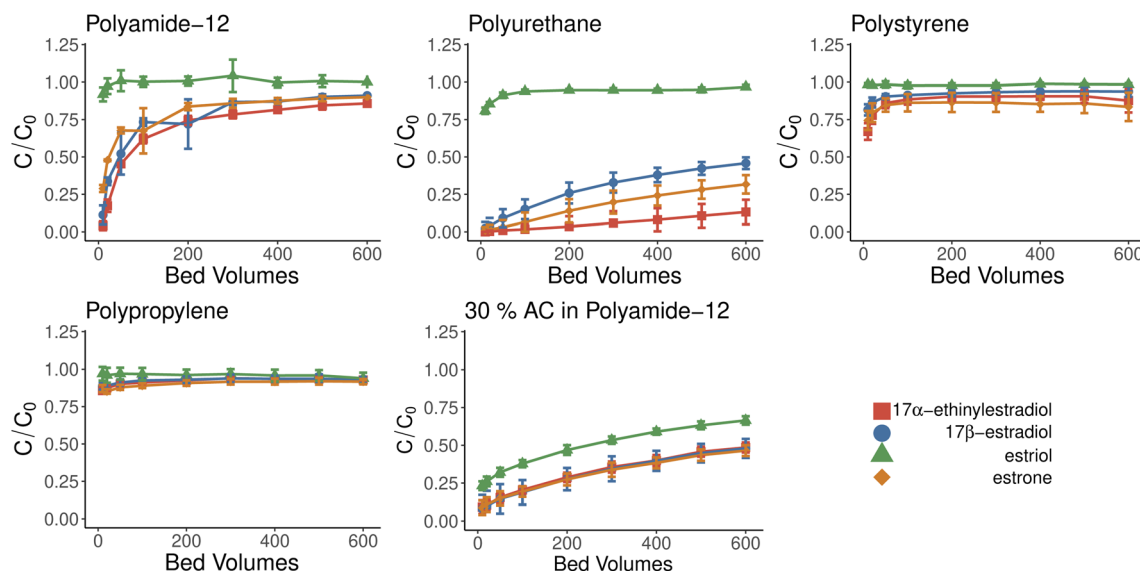 Polyamide−12
Polyurethane
Polystyrene
1.25
1.00
0.75
0.50
0.25
0.00
C/C0
0
200
400
600
Bed Volumes
1.25
1.00
0.75
0.50
0.25
0.00
C/C0
0
200
400
600
Bed Volumes
1.25
1.00
0.75
0.50
0.25
0.00
C/C0
0
200
400
600
Bed Volumes
Polypropylene
30 % AC in Polyamide−12
1.25
1.00
0.75
0.50
0.25
0.00
C/C0
0
200
400
600
Bed Volumes
1.25
1.00
0.75
0.50
0.25
0.00
C/C0
0
200
400
600
Bed Volumes
17α−ethinylestradiol
17β−estradiol
estriol
estrone